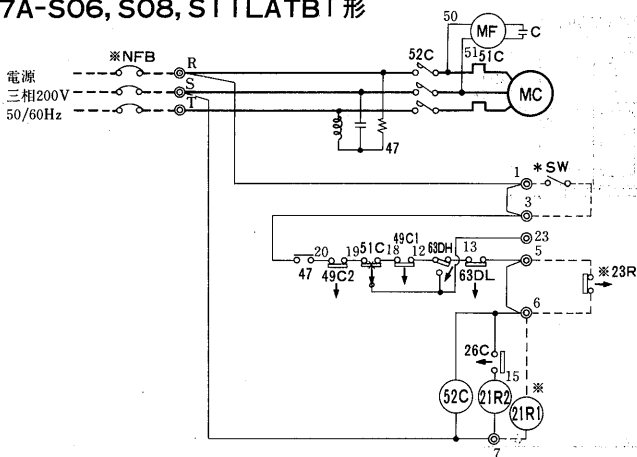 7A-S06, S08, S11LATB1形
50
MF
C
※NFB
R
52C
51
51C
電源
三相200V
50/60Hz
S
T
MC
47
1
*SW
3
23
47
20
49C2
19
51C
18
49C1
12
63DH
13
63DL
5
※23R
6
26C
15
52C
21R2
※
21R1
7